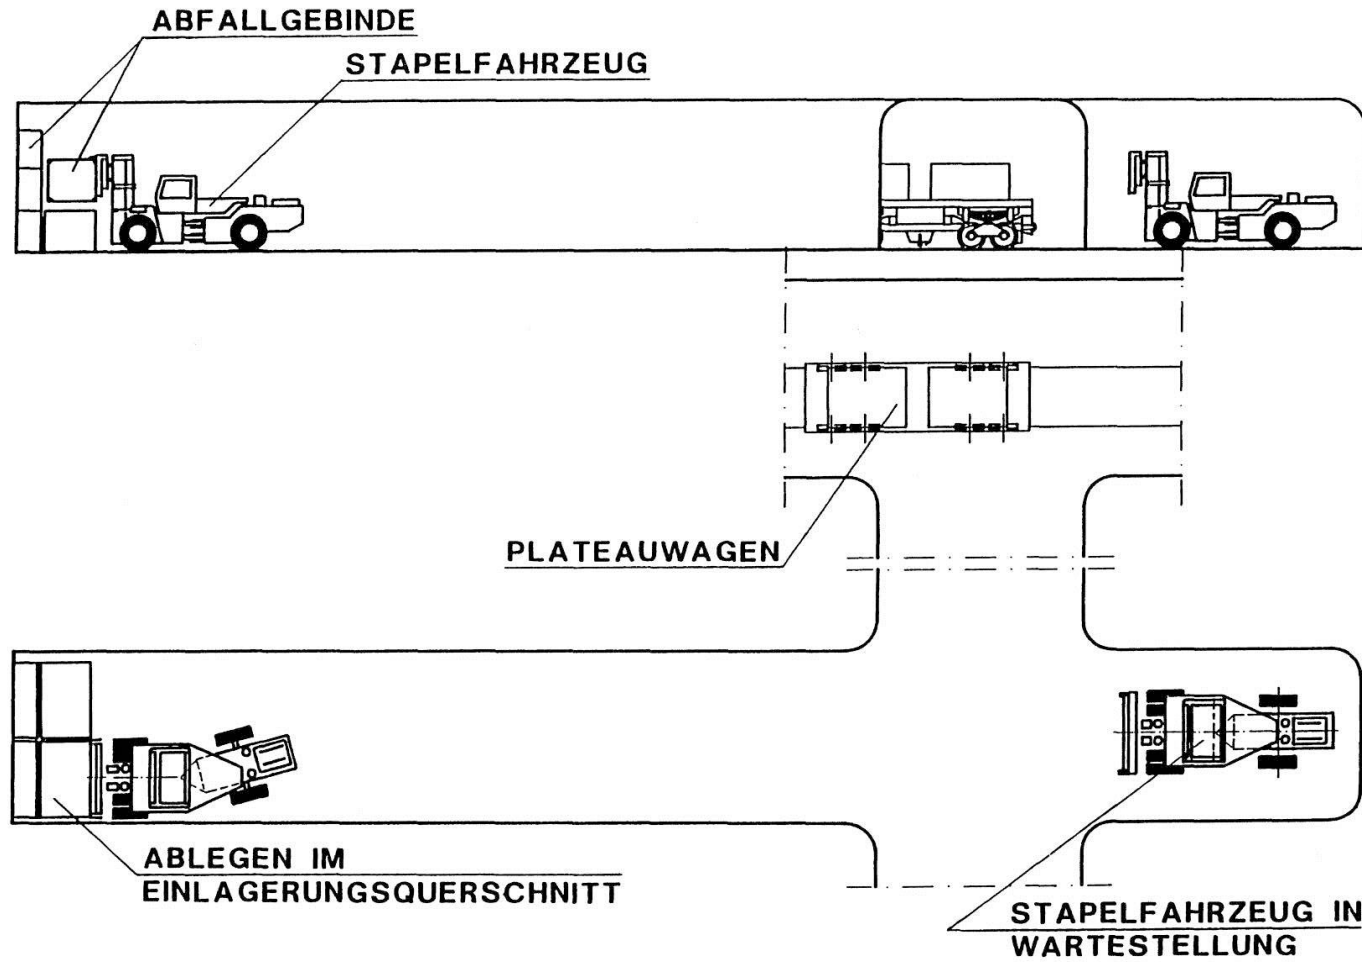 ABFALLGEBINDE
STAPELFAHRZEUG
PLATEAUWAGEN
ABLEGEN IM
EINLAGERUNGSQUERSCHNITT
STAPELFAHRZEUG IN
WARTESTELLUNG